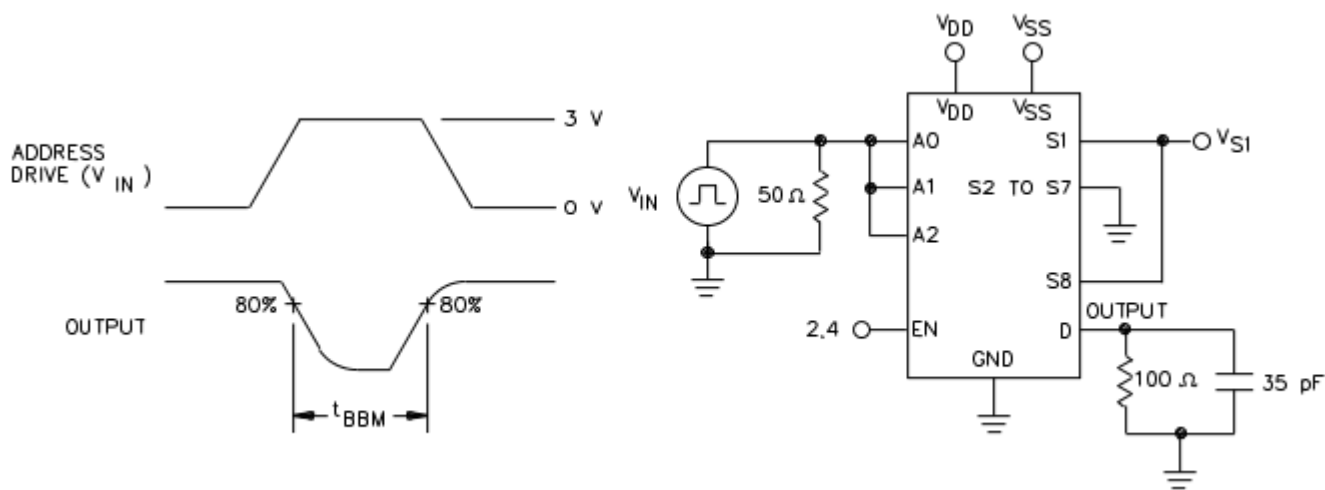 ADDRESS
DRIVE (V IN )
3 V
0 V
OUTPUT
80%
80%
tBBM
VDD
VSS
VDD
VSS
VIN
50 Ω
A0
A1
A2
S1
S2 TO S7
S8
VS1
2.4
EN
GND
D
OUTPUT
100 Ω
35 pF